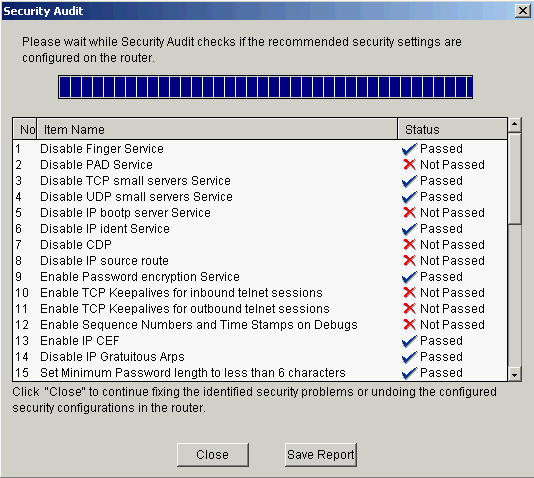 Security Audit
Please wait while Security Audit checks if the recommended security settings are
configured on the router.
No Item Name Status
1 Disable Finger Service Passed
2 Disable PAD Service Not Passed
3 Disable TCP small servers Service Passed
4 Disable UDP small servers Service Passed
5 Disable IP bootp server Service Not Passed
6 Disable IP ident Service Passed
7 Disable CDP Not Passed
8 Disable IP source route Not Passed
9 Enable Password encryption Service Passed
10 Enable TCP Keepalives for inbound telnet sessions Not Passed
11 Enable TCP Keepalives for outbound telnet sessions Not Passed
12 Enable Sequence Numbers and Time Stamps on Debugs Not Passed
13 Enable IP CEF Passed
14 Disable IP Gratuitous Arps Passed
15 Set Minimum Password length to less than 6 characters Passed
Click "Close" to continue fixing the identified security problems or undoing the configured
security configurations in the router.
Close Save Report